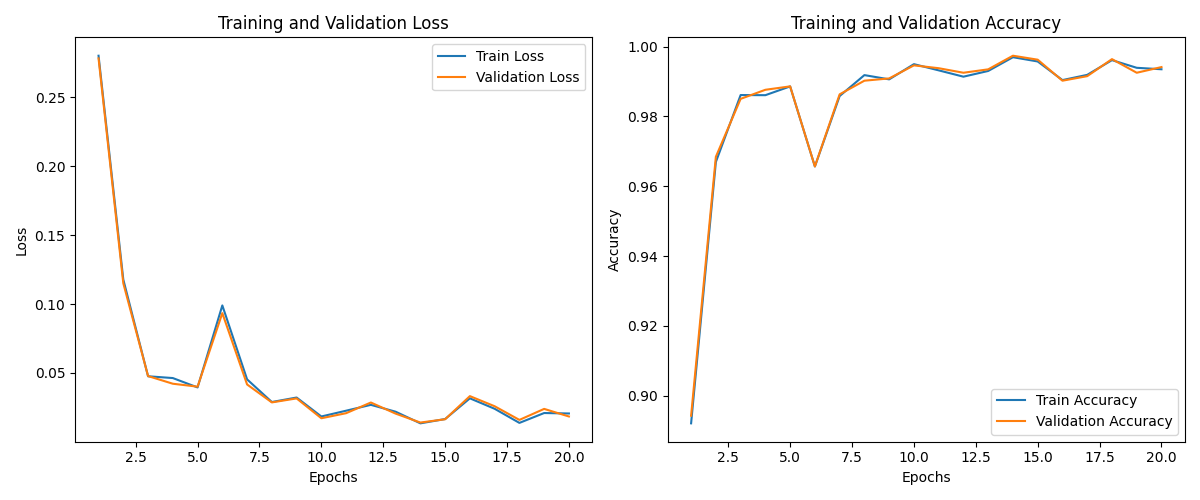 Training and Validation Loss
Train Loss
Validation Loss
0.25
0.20
0.15
0.10
0.05
Loss
2.5 5.0 7.5 10.0 12.5 15.0 17.5 20.0
Epochs
Training and Validation Accuracy
1.00
0.98
0.96
0.94
0.92
0.90
Accuracy
Train Accuracy
Validation Accuracy
2.5 5.0 7.5 10.0 12.5 15.0 17.5 20.0
Epochs